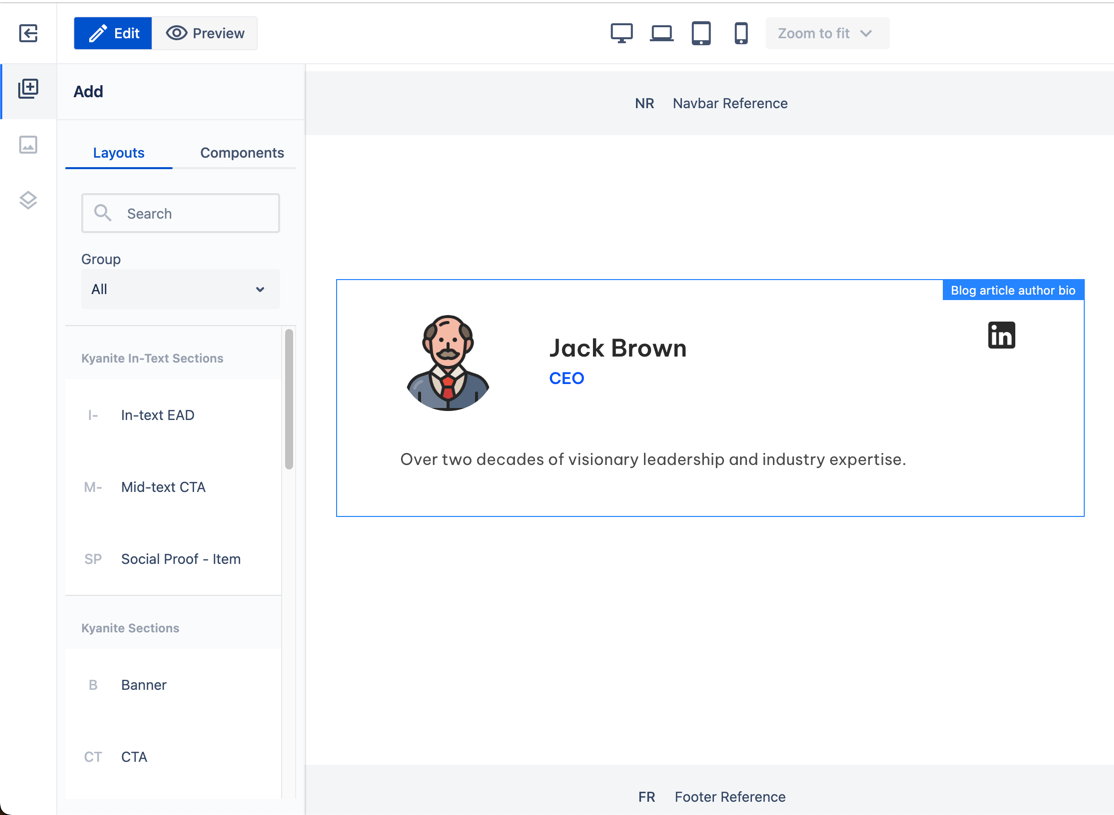 Edit
Preview
Zoom to fit
Add
Layouts
Components
Search
Group
All
Kyanite In-Text Sections
I- In-text EAD
M- Mid-text CTA
SP Social Proof - Item
Kyanite Sections
B Banner
CT CTA
NR Navbar Reference
Blog article author bio
Jack Brown
in
CEO
Over two decades of visionary leadership and industry expertise.
FR Footer Reference